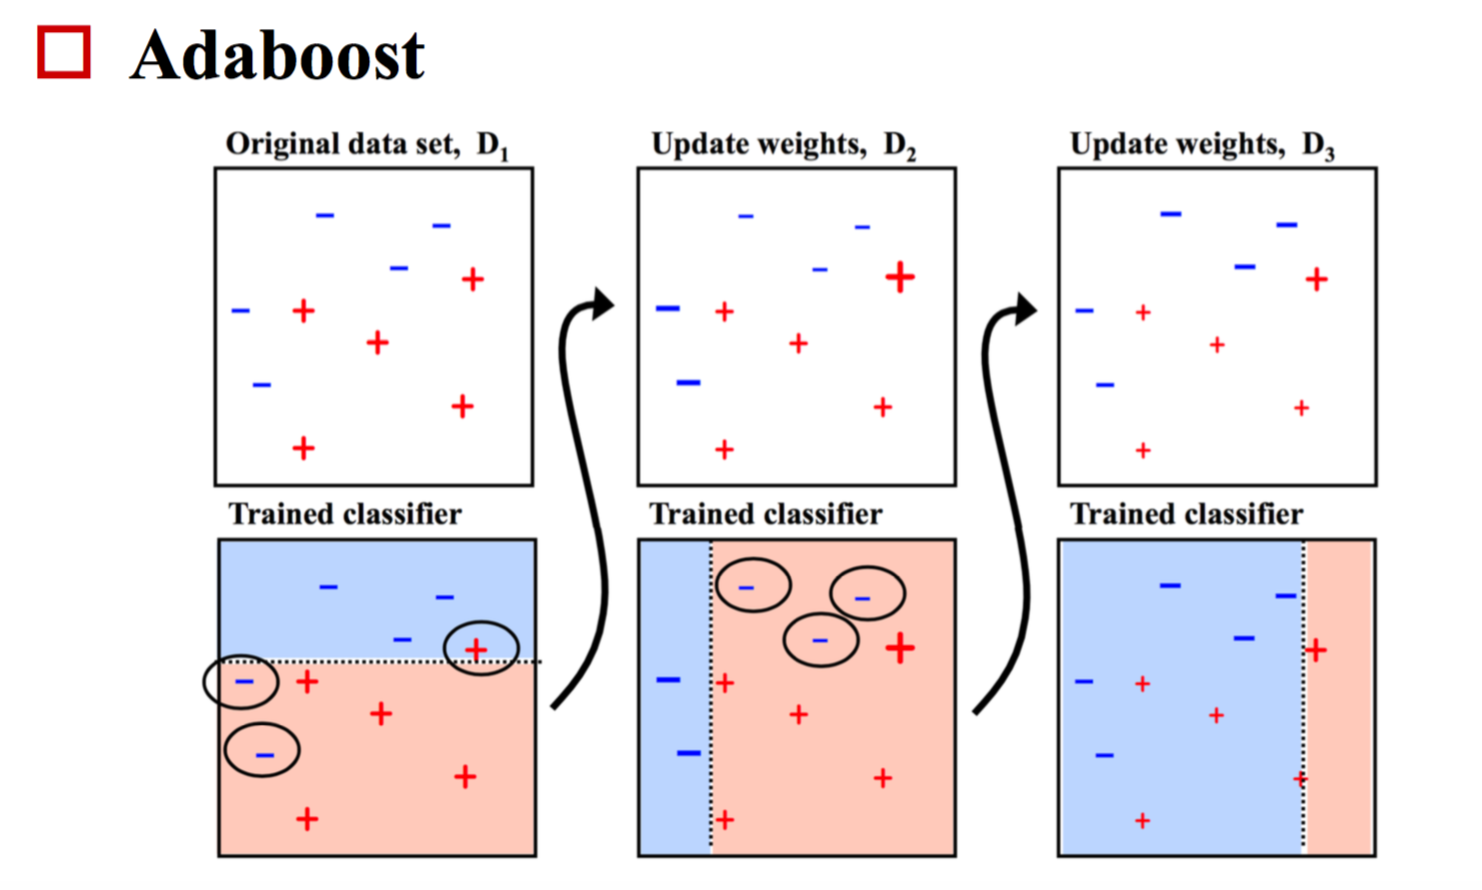 Adaboost
Original data set, D₁
Update weights, D₂
Update weights, D₃
Trained classifier
Trained classifier
Trained classifier